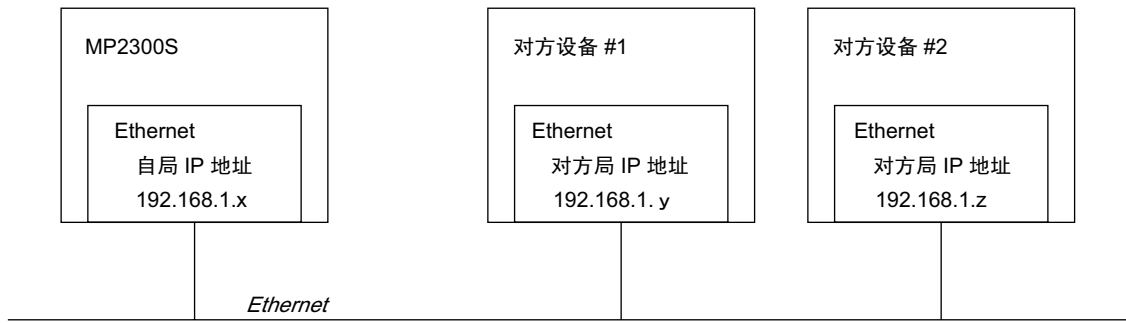 MP2300S
Ethernet
自局 IP 地址
192.168.1.x
对方设备 #1
Ethernet
对方局 IP 地址
192.168.1. y
对方设备 #2
Ethernet
对方局 IP 地址
192.168.1.z
Ethernet